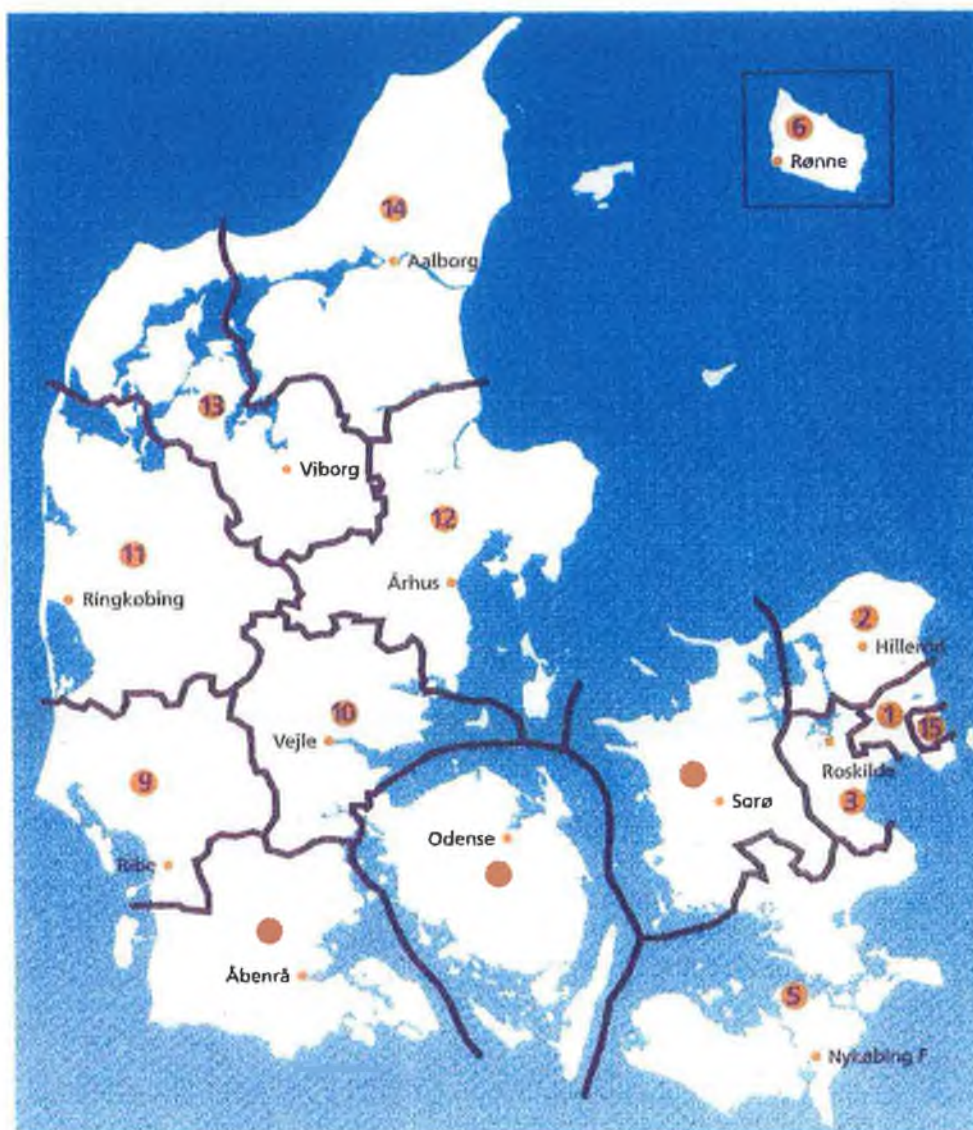 6
Rønne
14
Aalborg
13
Viborg
12
11
Århus
Ringkøbing
2
Hillerød
1
15
10
Vejle
Roskilde
9
3
Sorø
Odense
Ribe
Åbenrå
5
Nykøbing F